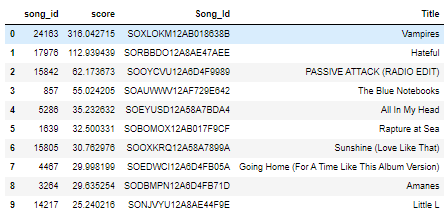 song_id score Song_Id Title
0 24163 316.042715 SOXLOKM12AB018638B Vampires
1 17976 112.939439 SORBBDO12A8AE47AEE Hateful
2 15842 62.173673 SOOYCVU12A6D4F9989 PASSIVE ATTACK (RADIO EDIT)
3 857 55.024205 SOAUWWV12AF729E642 The Blue Notebooks
4 5286 35.232632 SOEYUSD12A58A7BDA4 All In My Head
5 1639 32.500331 SOBOMOX12AB017F9CF Rapture at Sea
6 15805 30.762976 SOOXKRQ12A58A7899A Sunshine (Love Like That)
7 4467 29.998199 SOEDWCI12A6D4FB05A Going Home (For A Time Like This Album Version)
8 3264 29.635254 SODBMPN12A6D4FB71D Amanes
9 14217 25.240216 SONJVYU12A8AE44F9E Little L